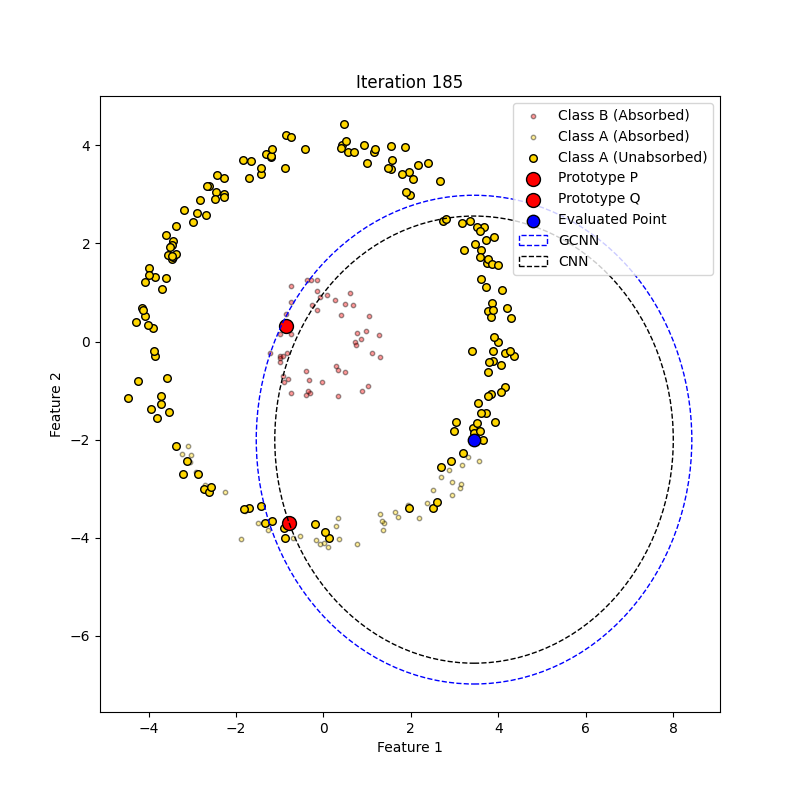 Iteration 185
Class B (Absorbed)
Class A (Absorbed)
Class A (Unabsorbed)
Prototype P
Prototype Q
Evaluated Point
GCNN
CNN
4
2
0
−2
−4
−6
Feature 2
−4
−2
0
2
4
6
8
Feature 1